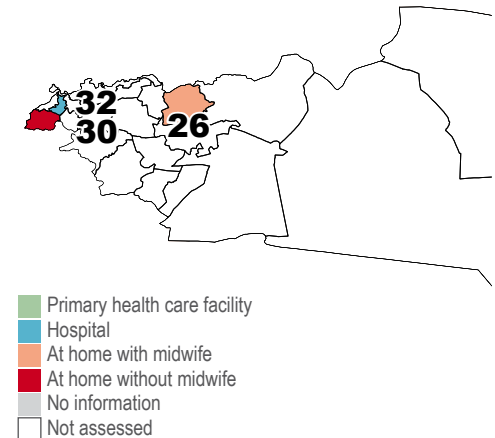 32
30
26
Primary health care facility
Hospital
At home with midwife
At home without midwife
No information
Not assessed